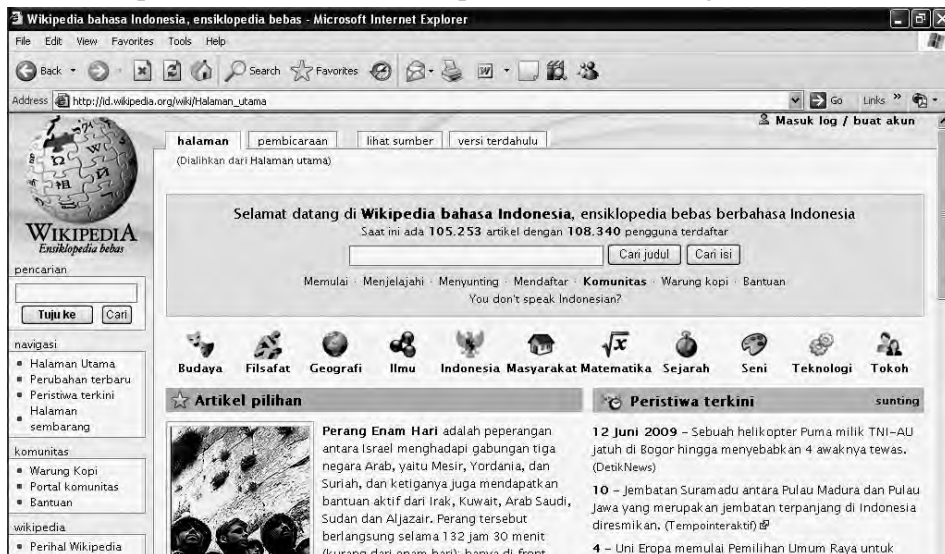 Wikipedia bahasa Indonesia, ensiklopedia bebas - Microsoft Internet Explorer
File Edit View Favorites Tools Help
Back Search Favorites
Address http://id.wikipedia.org/wiki/Halaman_utama Go Links »
Masuk log / buat akun
halaman pembicaraan lihat sumber versi terdahulu
(Dialihkan dari Halaman utama)
WIKIPEDIA
Ensiklopedia bebas
Selamat datang di Wikipedia bahasa Indonesia, ensiklopedia bebas berbahasa Indonesia
Saat ini ada 105.253 artikel dengan 108.340 pengguna terdaftar
Cari judul Cari isi
Memulai · Menjelajahi · Menyunting · Mendaftar · Komunitas · Warung kopi · Bantuan
You don't speak Indonesian?
pencarian
Tuju ke Cari
navigasi
Halaman Utama
Perubahan terbaru
Peristiwa terkini
Halaman
sembarang
komunitas
Warung Kopi
Portal komunitas
Bantuan
wikipedia
Perihal Wikipedia
Budaya Filsafat Geografi Ilmu Indonesia Masyarakat Matematika Sejarah Seni Teknologi Tokoh
Artikel pilihan
Perang Enam Hari adalah peperangan
antara Israel menghadapi gabungan tiga
negara Arab, yaitu Mesir, Yordania, dan
Suriah, dan ketiganya juga mendapatkan
bantuan aktif dari Irak, Kuwait, Arab Saudi,
Sudan dan Aljazair. Perang tersebut
berlangsung selama 132 jam 30 menit
(kurang dari enam hari); hanya di front
Peristiwa terkini sunting
12 Juni 2009 – Sebuah helikopter Puma milik TNI-AU
jatuh di Bogor hingga menyebabkan 4 awaknya tewas.
(DetikNews)
10 – Jembatan Suramadu antara Pulau Madura dan Pulau
Jawa yang merupakan jembatan terpanjang di Indonesia
diresmikan. (Tempointeraktif)
4 – Uni Eropa memulai Pemilihan Umum Raya untuk